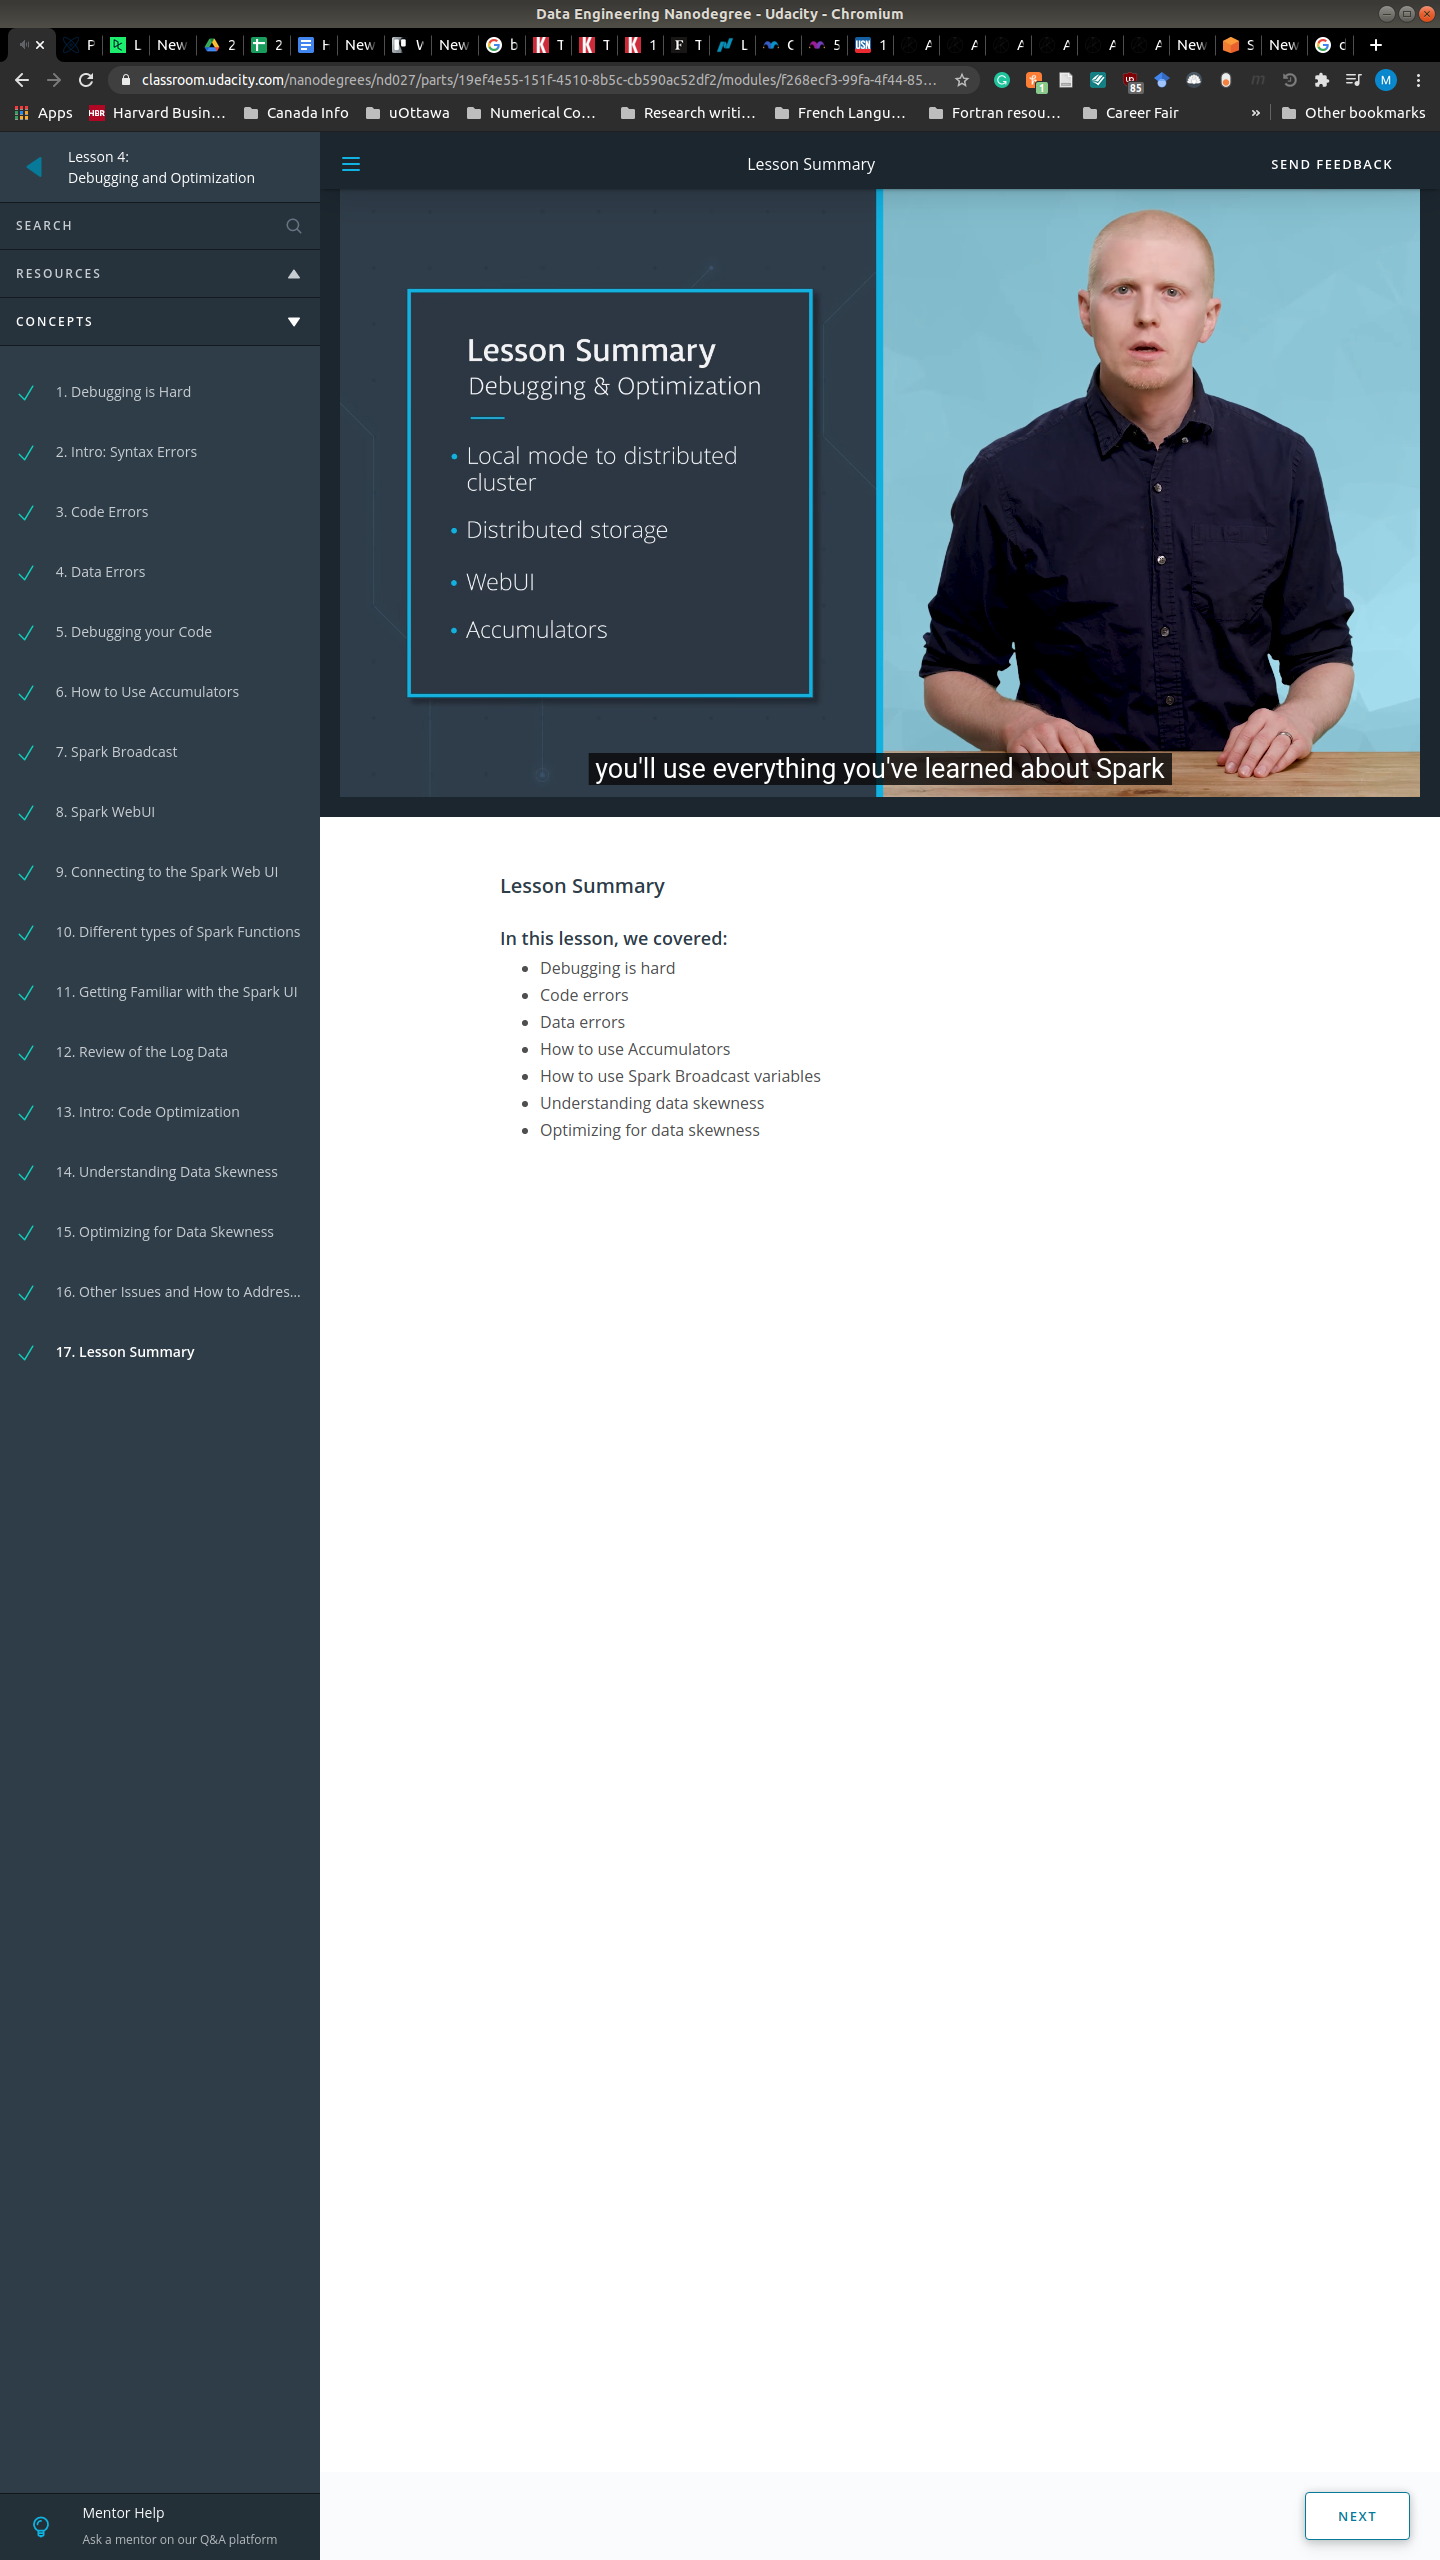 Data Engineering Nanodegree - Udacity - Chromium
P L New 2 2 H New V New b T T 1 F T L C 5 USN 1 A A A A A A New S New d
classroom.udacity.com/nanodegrees/nd027/parts/19ef4e55-151f-4510-8b5c-cb590ac52df2/modules/f268ecf3-99fa-4f44-85...
1 85 M
Apps HBR Harvard Busin... Canada Info uOttawa Numerical Co... Research writi... French Langu... Fortran resou... Career Fair » Other bookmarks
Lesson 4:
Debugging and Optimization
SEARCH
RESOURCES
CONCEPTS
1. Debugging is Hard
2. Intro: Syntax Errors
3. Code Errors
4. Data Errors
5. Debugging your Code
6. How to Use Accumulators
7. Spark Broadcast
8. Spark WebUI
9. Connecting to the Spark Web UI
10. Different types of Spark Functions
11. Getting Familiar with the Spark UI
12. Review of the Log Data
13. Intro: Code Optimization
14. Understanding Data Skewness
15. Optimizing for Data Skewness
16. Other Issues and How to Addres...
17. Lesson Summary
Mentor Help
Ask a mentor on our Q&A platform
Lesson Summary
SEND FEEDBACK
Lesson Summary
Debugging & Optimization
• Local mode to distributed
cluster
• Distributed storage
• WebUI
• Accumulators
you'll use everything you've learned about Spark
Lesson Summary
In this lesson, we covered:
• Debugging is hard
• Code errors
• Data errors
• How to use Accumulators
• How to use Spark Broadcast variables
• Understanding data skewness
• Optimizing for data skewness
NEXT